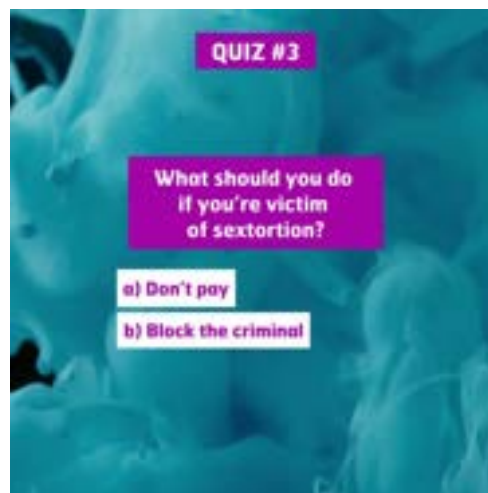 QUIZ #3
What should you do
if you're victim
of sextortion?
a) Don't pay
b) Block the criminal